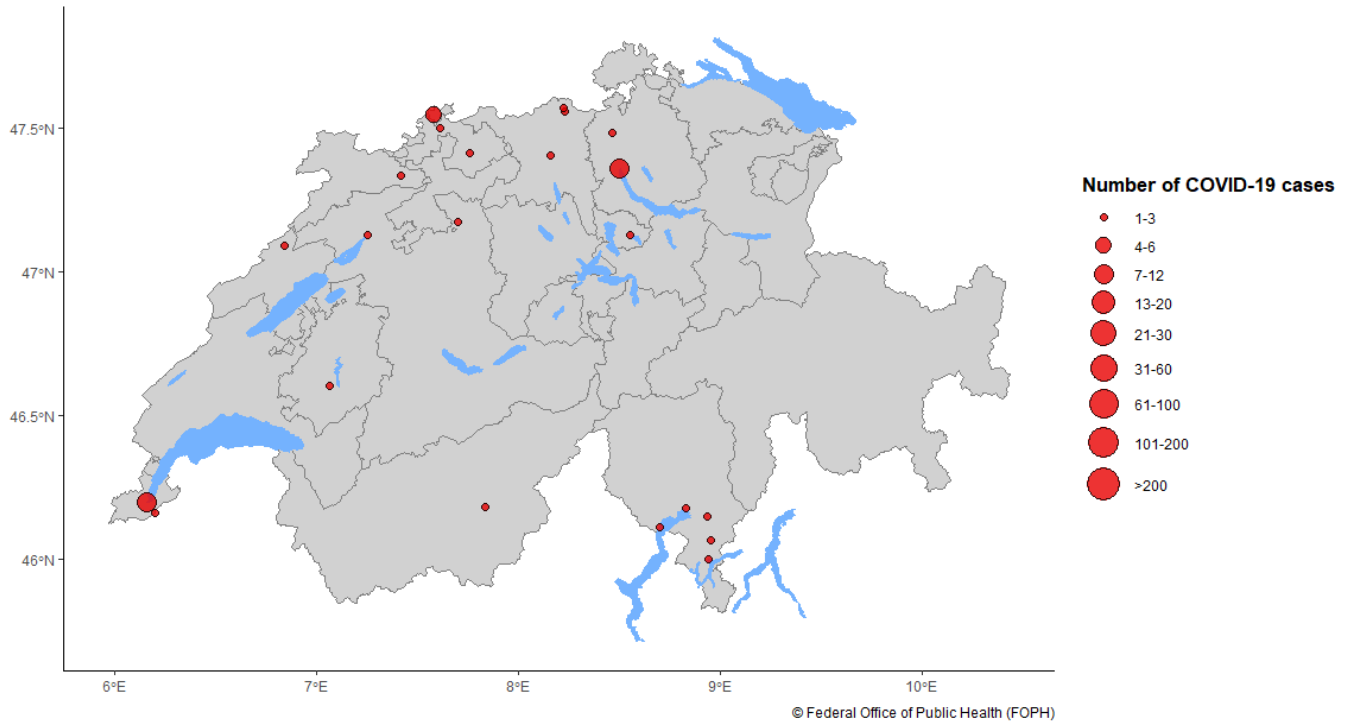 47.5°N
47°N
46.5°N
46°N
6°E 7°E 8°E 9°E 10°E
Number of COVID-19 cases
1-3
4-6
7-12
13-20
21-30
31-60
61-100
101-200
>200
© Federal Office of Public Health (FOPH)